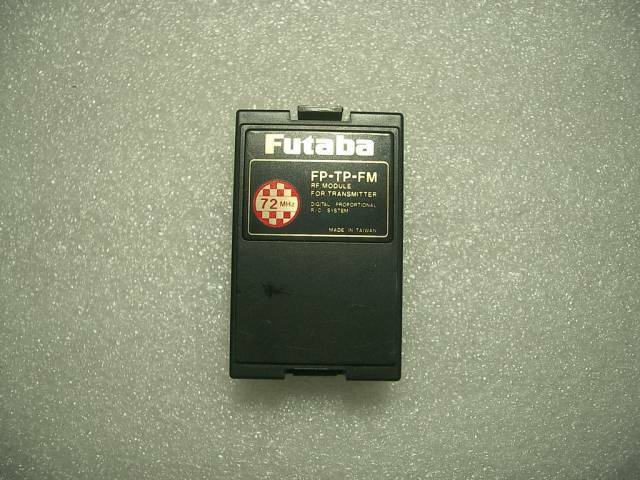 Futaba
FP-TP-FM
RF MODULE
FOR TRANSMITTER
72 MHz
DIGITAL PROPORTIONAL
R/C SYSTEM
MADE IN TAIWAN